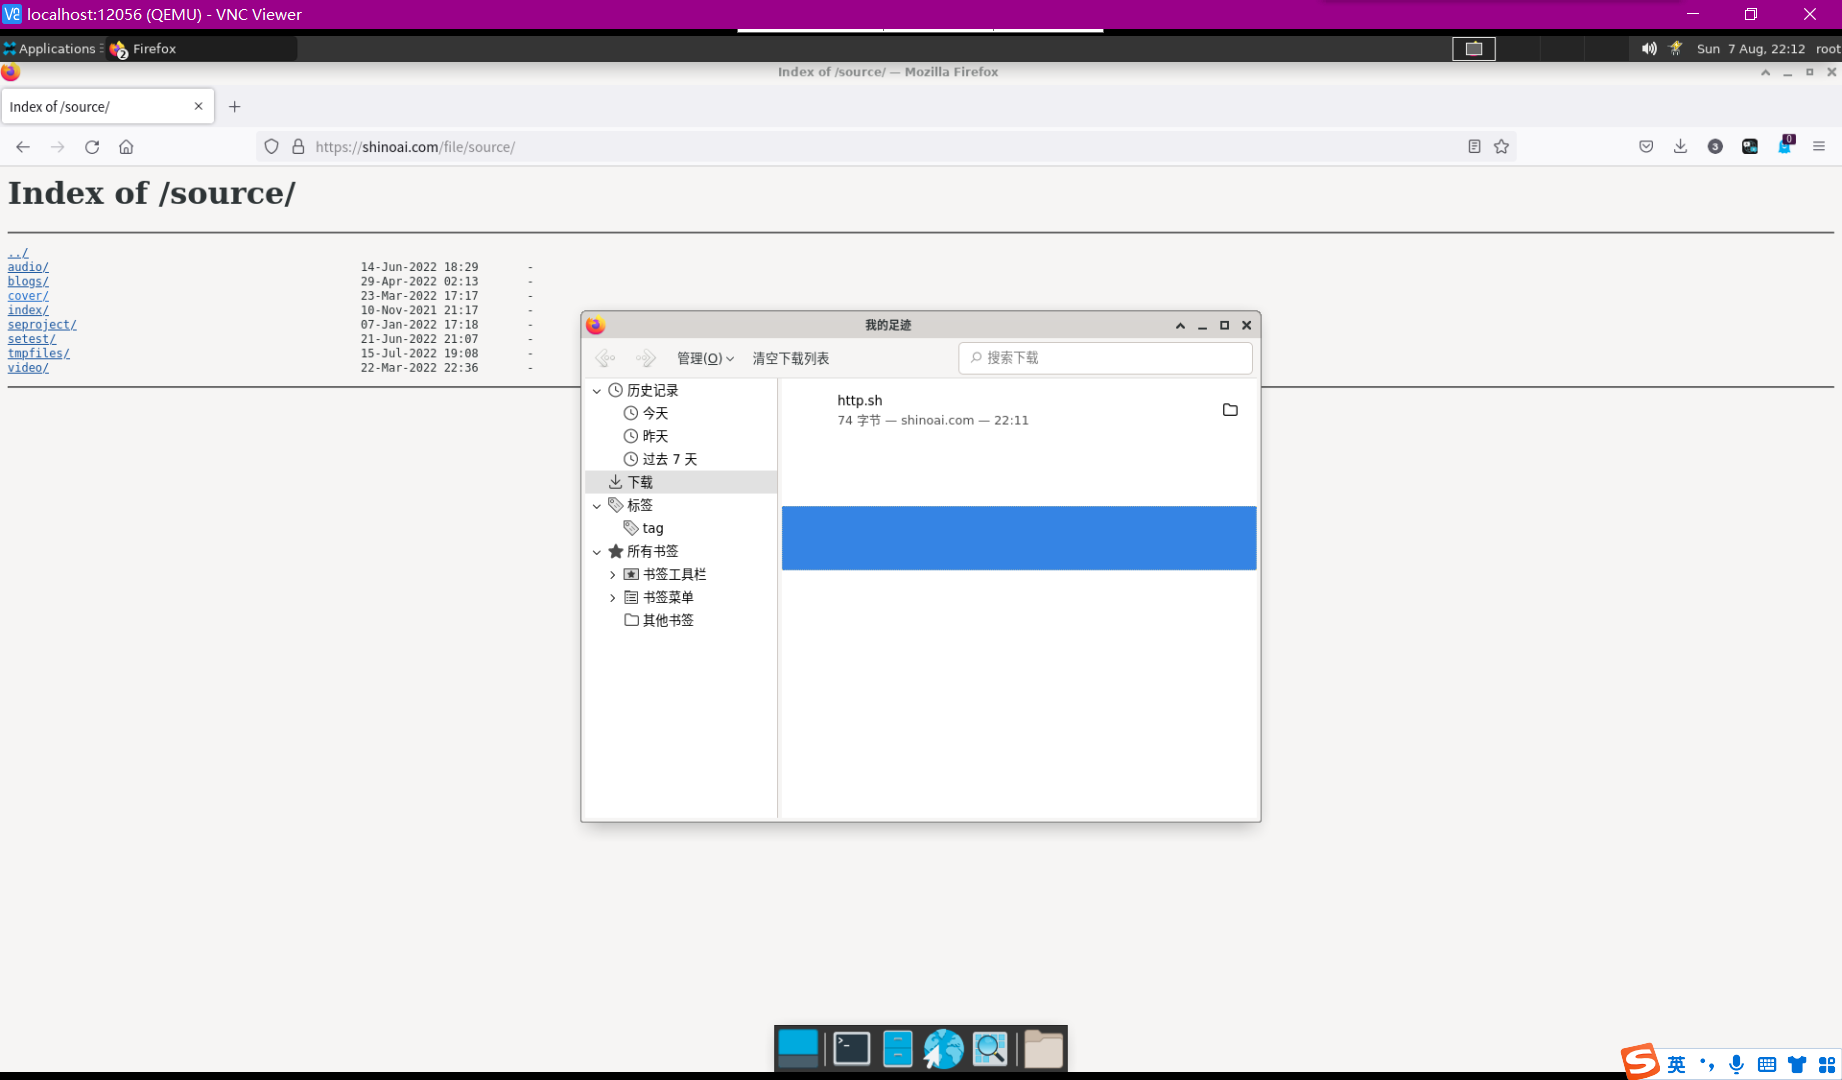 localhost:12056 (QEMU) - VNC Viewer
Applications Firefox Sun 7 Aug, 22:12 root
Index of /source/ — Mozilla Firefox
Index of /source/
https://shinoai.com/file/source/
3
0
2
Index of /source/
../
audio/ 14-Jun-2022 18:29 -
blogs/ 29-Apr-2022 02:13 -
cover/ 23-Mar-2022 17:17 -
index/ 10-Nov-2021 21:17 -
seproject/ 07-Jan-2022 17:18 -
setest/ 21-Jun-2022 21:07 -
tmpfiles/ 15-Jul-2022 19:08 -
video/ 22-Mar-2022 22:36 -
我的足迹
管理(O) 清空下载列表 搜索下载
历史记录
今天
昨天
过去 7 天
下载
标签
tag
所有书签
书签工具栏
书签菜单
其他书签
http.sh
74 字节 — shinoai.com — 22:11
英